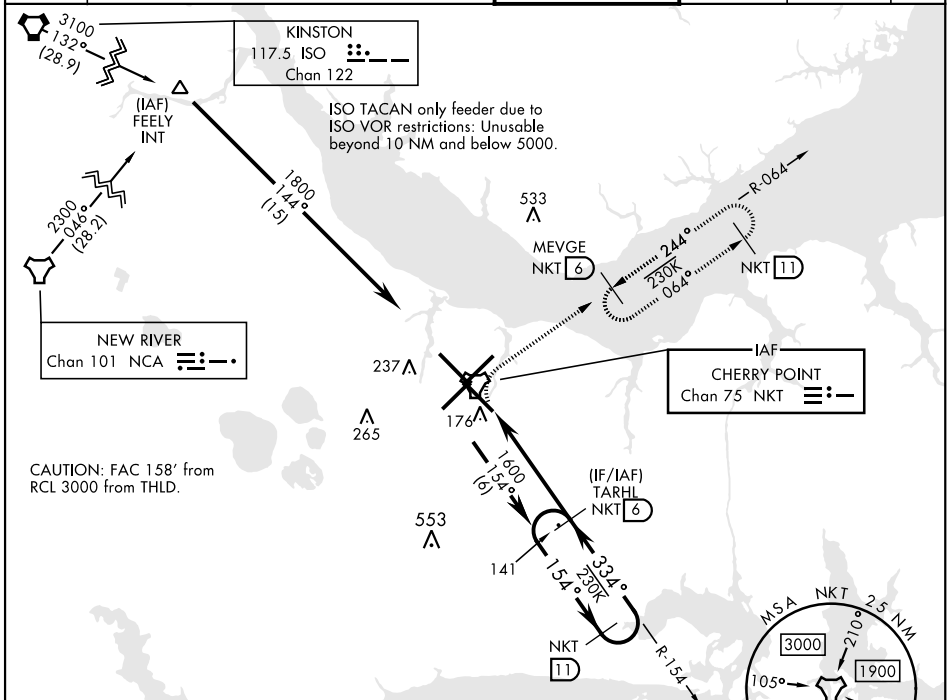 3100
132°
(28.9)
KINSTON
117.5 ISO
Chan 122
(IAF)
FEELY
INT
ISO TACAN only feeder due to
ISO VOR restrictions: Unusable
beyond 10 NM and below 5000.
2300
046°
(28.2)
1800
144°
(15)
533
R-064
MEVGE
NKT 6
244°
230K
064°
NKT 11
NEW RIVER
Chan 101 NCA
237
265
176
IAF
CHERRY POINT
Chan 75 NKT
CAUTION: FAC 158' from
RCL 3000 from THLD.
1600
154°
(6)
(IF/IAF)
TARHL
NKT 6
553
141
334°
230K
154°
NKT
11
R-154
MSA NKT 25 NM
210°
3000
1900
105°